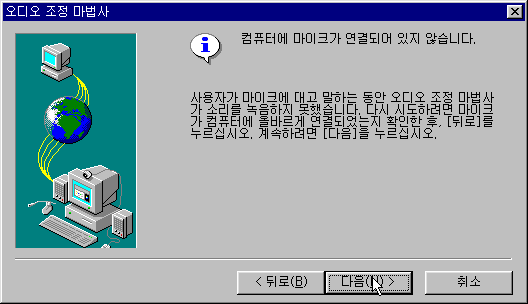 오디오 조정 마법사
컴퓨터에 마이크가 연결되어 있지 않습니다.
사용자가 마이크에 대고 말하는 동안 오디오 조정 마법사
가 소리를 녹음하지 못했습니다. 다시 시도하려면 마이크
가 컴퓨터에 올바르게 연결되었는지 확인한 후, [뒤로]를
누르십시오. 계속하려면 [다음]을 누르십시오.
< 뒤로(B)
다음(N) >
취소